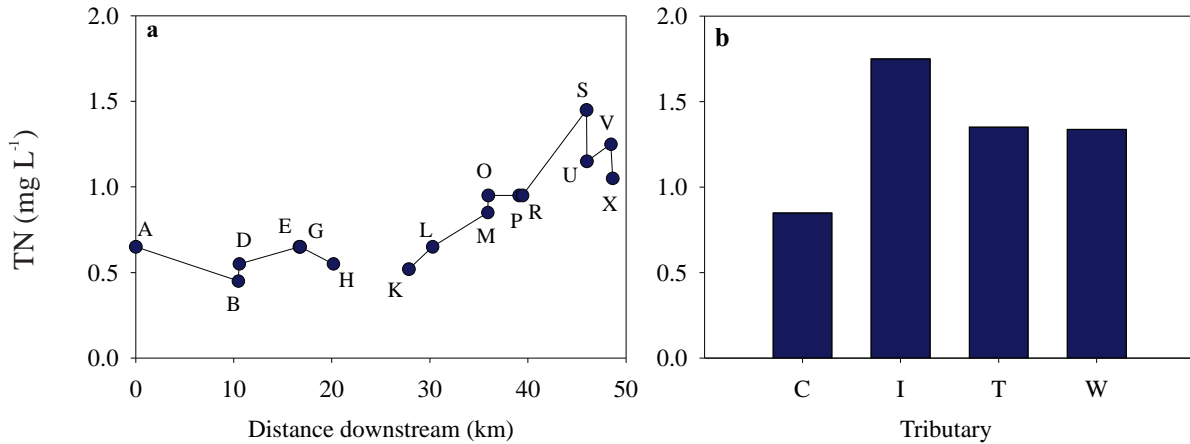 a
b
TN (mg L-1)
2.0
1.5
1.0
0.5
0.0
A
B
D
E
G
H
K
L
M
O
P
R
S
U
V
X
0
10
20
30
40
50
Distance downstream (km)
2.0
1.5
1.0
0.5
0.0
C
I
T
W
Tributary